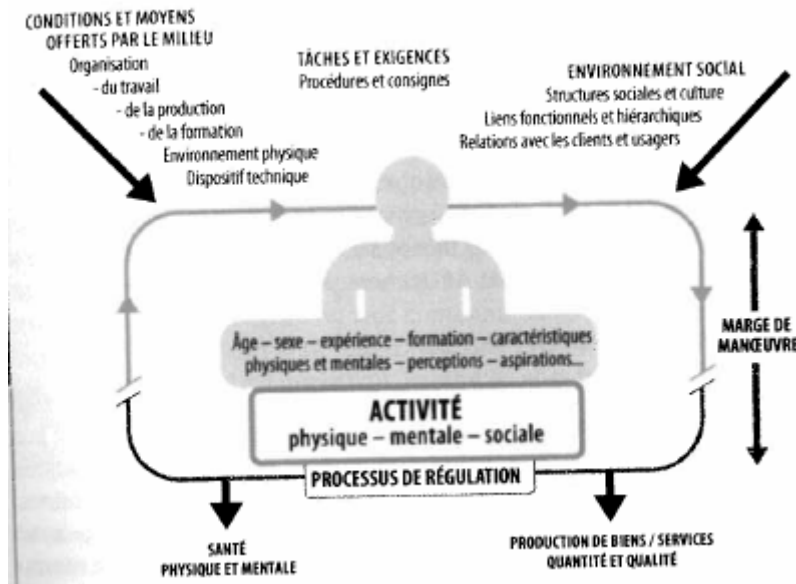 CONDITIONS ET MOYENS
OFFERTS PAR LE MILIEU
Organisation
- du travail
- de la production
- de la formation
Environnement physique
Dispositif technique
TÂCHES ET EXIGENCES
Procédures et consignes
ENVIRONNÉMENT SOCIAL
Structures sociales et culture
Liens fonctionnels et hiérarchiques
Relations avec les clients et usagers
Âge – sexe – expérience – formation – caractéristiques
physiques et mentales – perceptions – aspirations...
ACTIVITÉ
physique – mentale – sociale
PROCESSUS DE RÉGULATION
MARGE DE
MANŒUVRE
SANTÉ
PHYSIQUE ET MENTALE
PRODUCTION DE BIENS / SERVICES
QUANTITÉ ET QUALITÉ